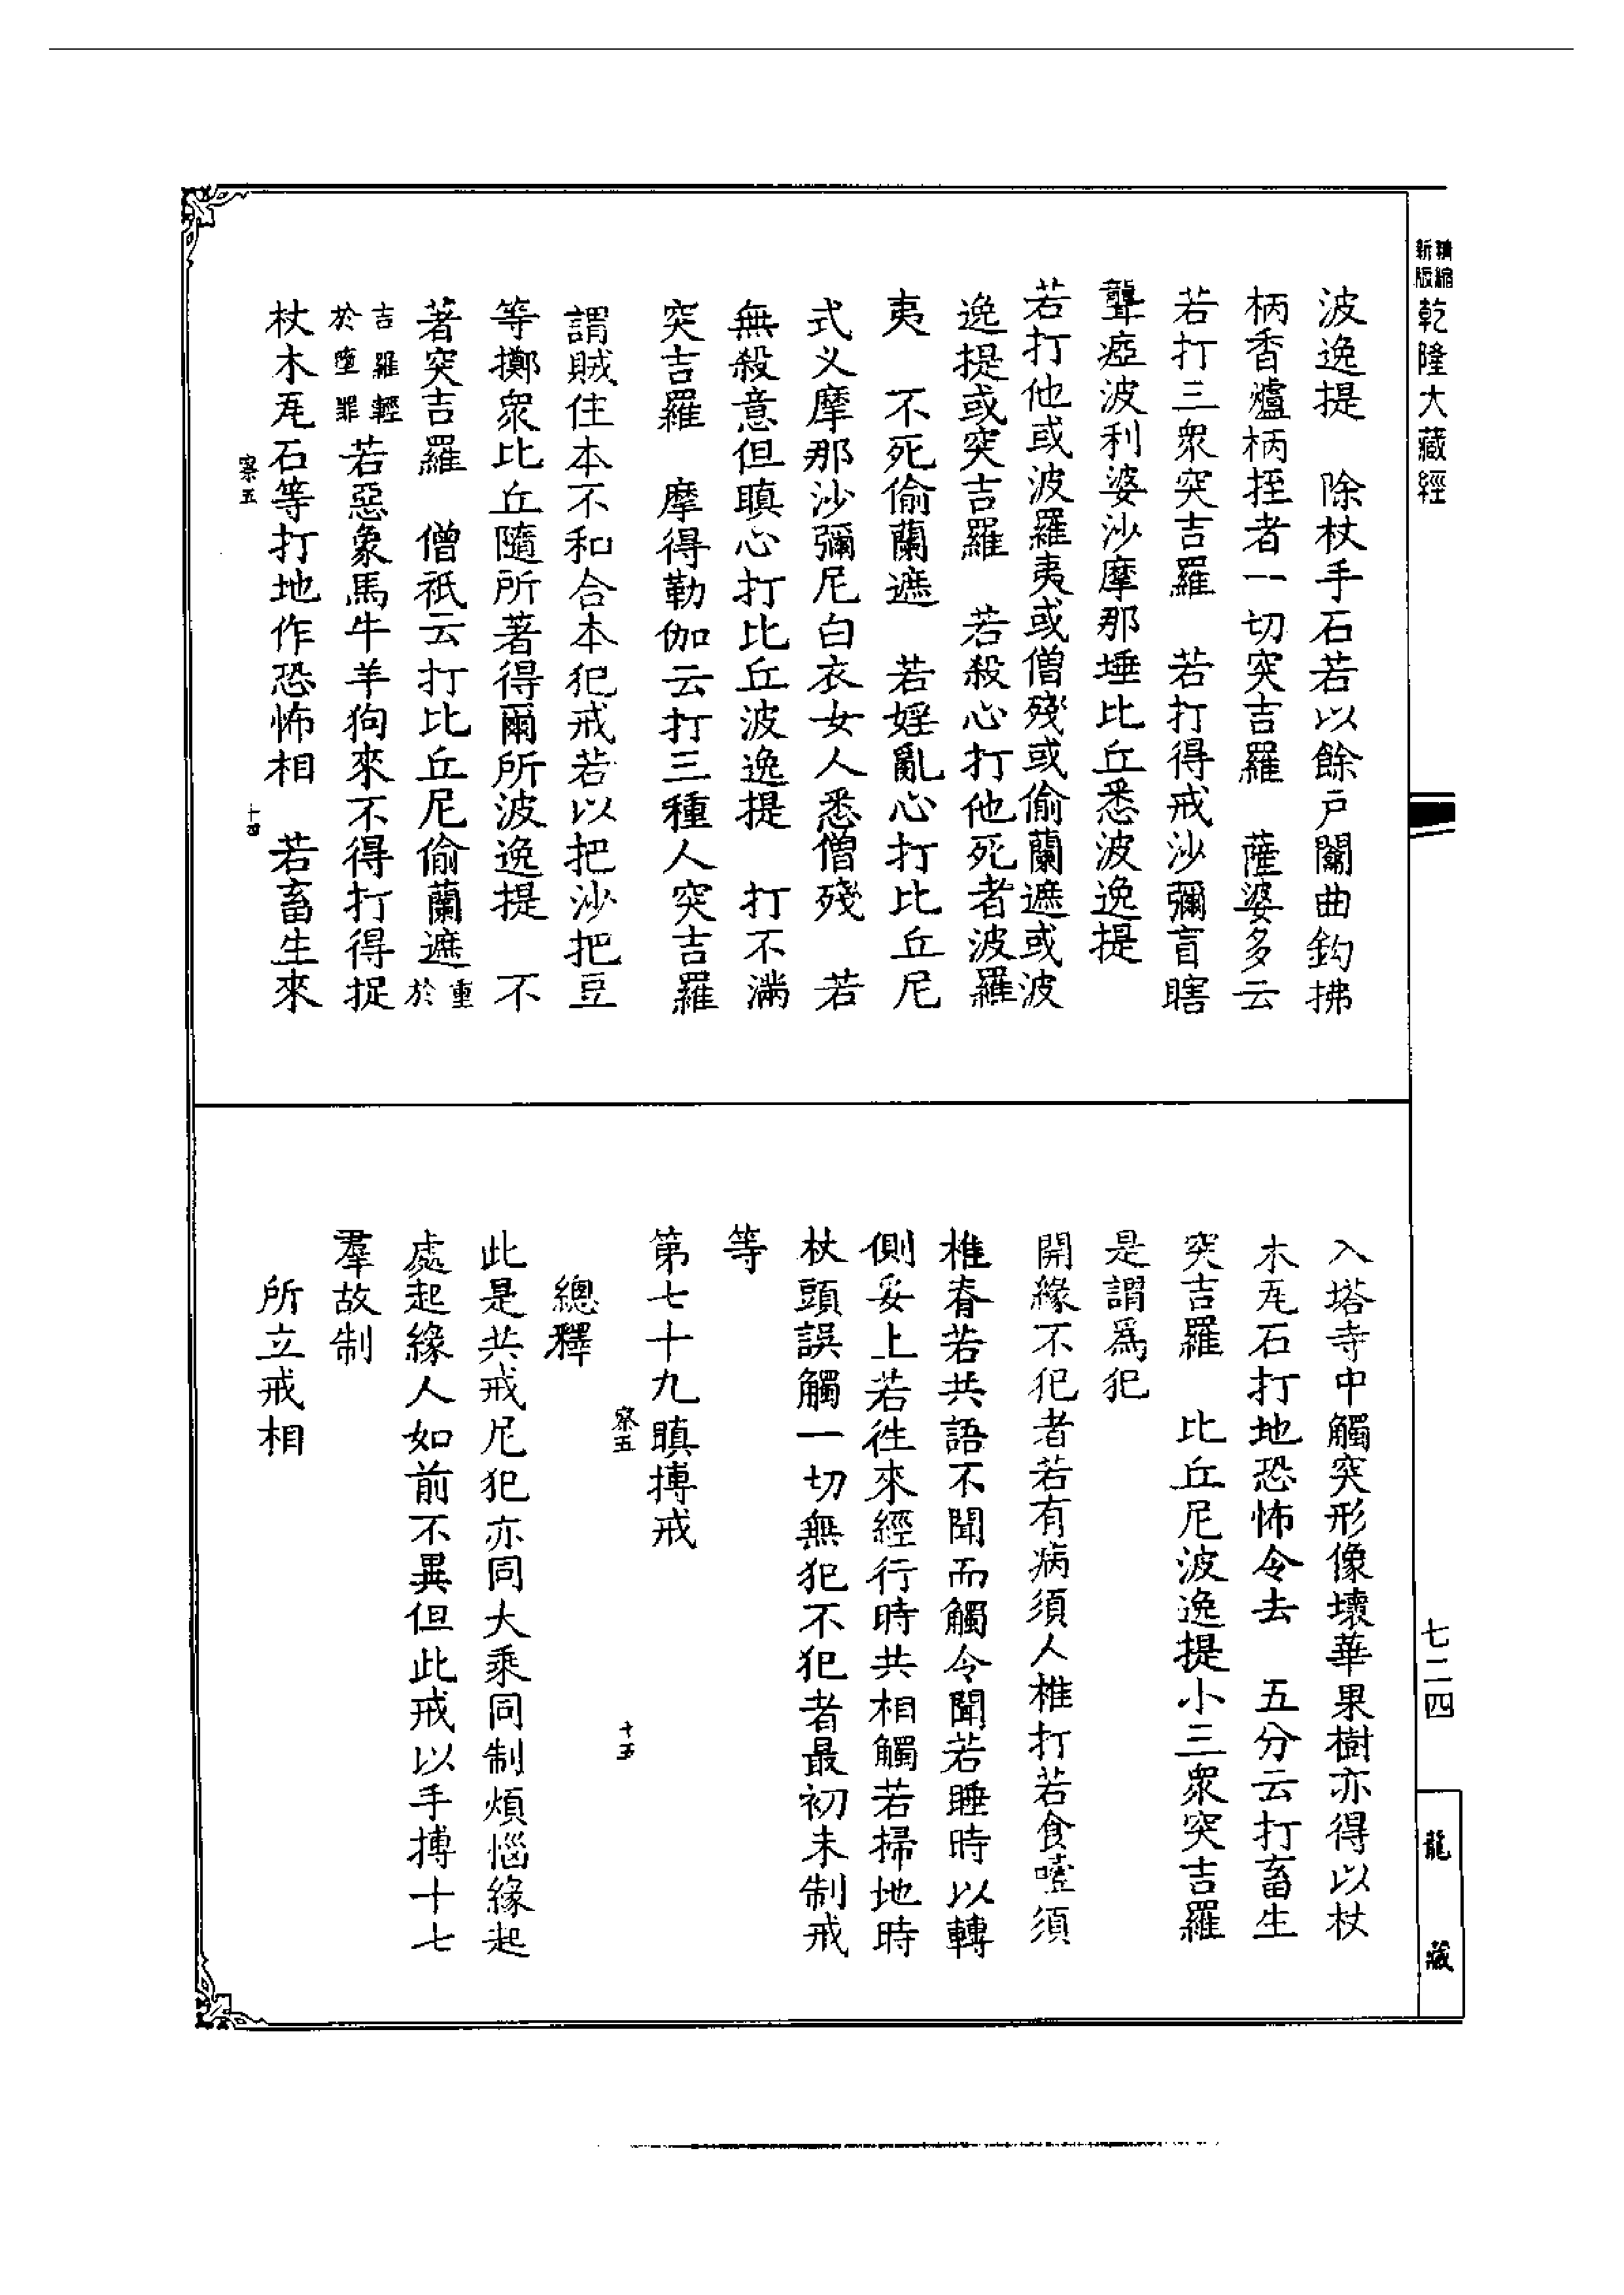 新版精縮
乾隆大藏經
波逸提　除杖手石若以餘戶闑曲鈎拂
柄香爐柄挃者一切突吉羅　薩婆多云
若打三眾突吉羅　若打得戒沙彌盲瞎
聾瘂波利婆沙摩那埵比丘悉波逸提
若打他或波羅夷或僧殘或偷蘭遮或波
逸提或突吉羅　若殺心打他死者波羅
夷　不死偷蘭遮　若婬亂心打比丘尼
式叉摩那沙彌尼白衣女人悉僧殘　若
無殺意但瞋心打比丘波逸提　打不滿
突吉羅　摩得勒伽云打三種人突吉羅
謂賊住本不和合本犯戒若以把沙把豆
等擲眾比丘隨所著得爾所波逸提　不
著突吉羅　僧祇云打比丘尼偷蘭遮重於
吉羅輕於墮罪若惡象馬牛羊狗來不得打得捉
杖木瓦石等打地作恐怖相　若畜生來
寮五　十四
入塔寺中觸突形像壞華果樹亦得以杖
木瓦石打地恐怖令去　五分云打畜生
突吉羅　比丘尼波逸提小三眾突吉羅
是謂為犯
開緣不犯者若有病須人椎打若食噎須
椎脊若共語不聞而觸令聞若睡時以轉
側妥上若往來經行時共相觸若掃地時
杖頭誤觸一切無犯不犯者最初未制戒
等
第七十九瞋搏戒
寮五　十五
總釋
此是共戒尼犯亦同大乘同制煩惱緣起
處起緣人如前不異但此戒以手搏十七
羣故制
所立戒相
七二四
龍藏